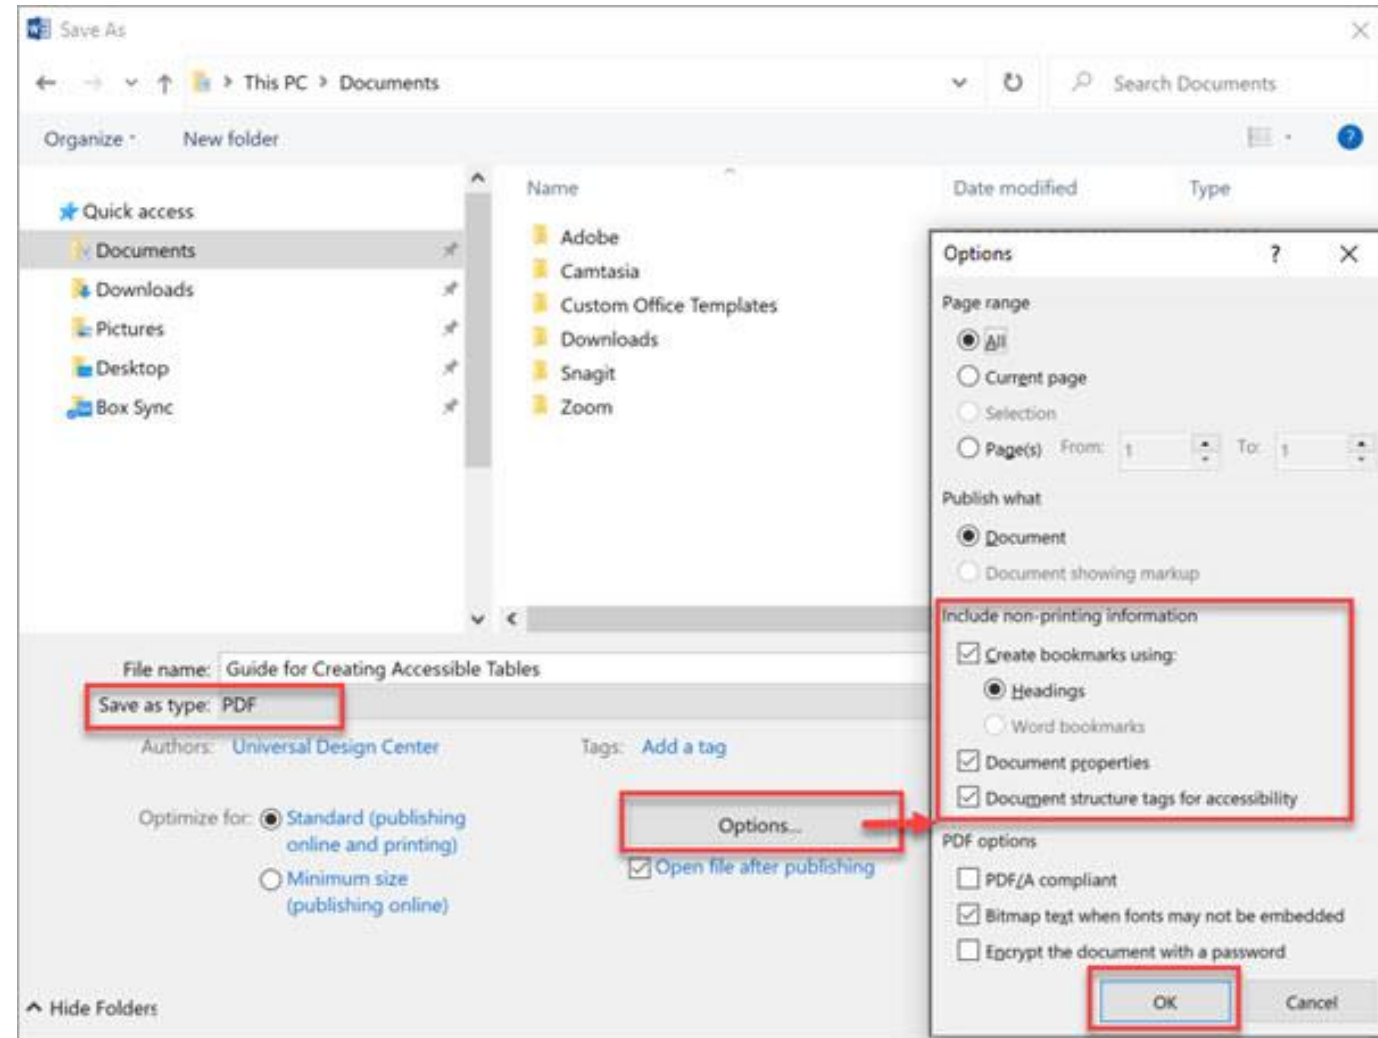 Save As
This PC > Documents
Search Documents
Organize
New folder
Quick access
Documents
Downloads
Pictures
Desktop
Box Sync
Name
Date modified
Type
Adobe
Camtasia
Custom Office Templates
Downloads
Snagit
Zoom
File name: Guide for Creating Accessible Tables
Save as type: PDF
Authors: Universal Design Center
Tags: Add a tag
Optimize for: Standard (publishing
online and printing)
Minimum size
(publishing online)
Options...
Open file after publishing
Hide Folders
Options ?
Page range
All
Current page
Selection
Page(s) From: 1 To: 1
Publish what
Document
Document showing markup
Include non-printing information
Create bookmarks using:
Headings
Word bookmarks
Document properties
Document structure tags for accessibility
PDF options
PDF/A compliant
Bitmap text when fonts may not be embedded
Encrypt the document with a password
OK
Cancel